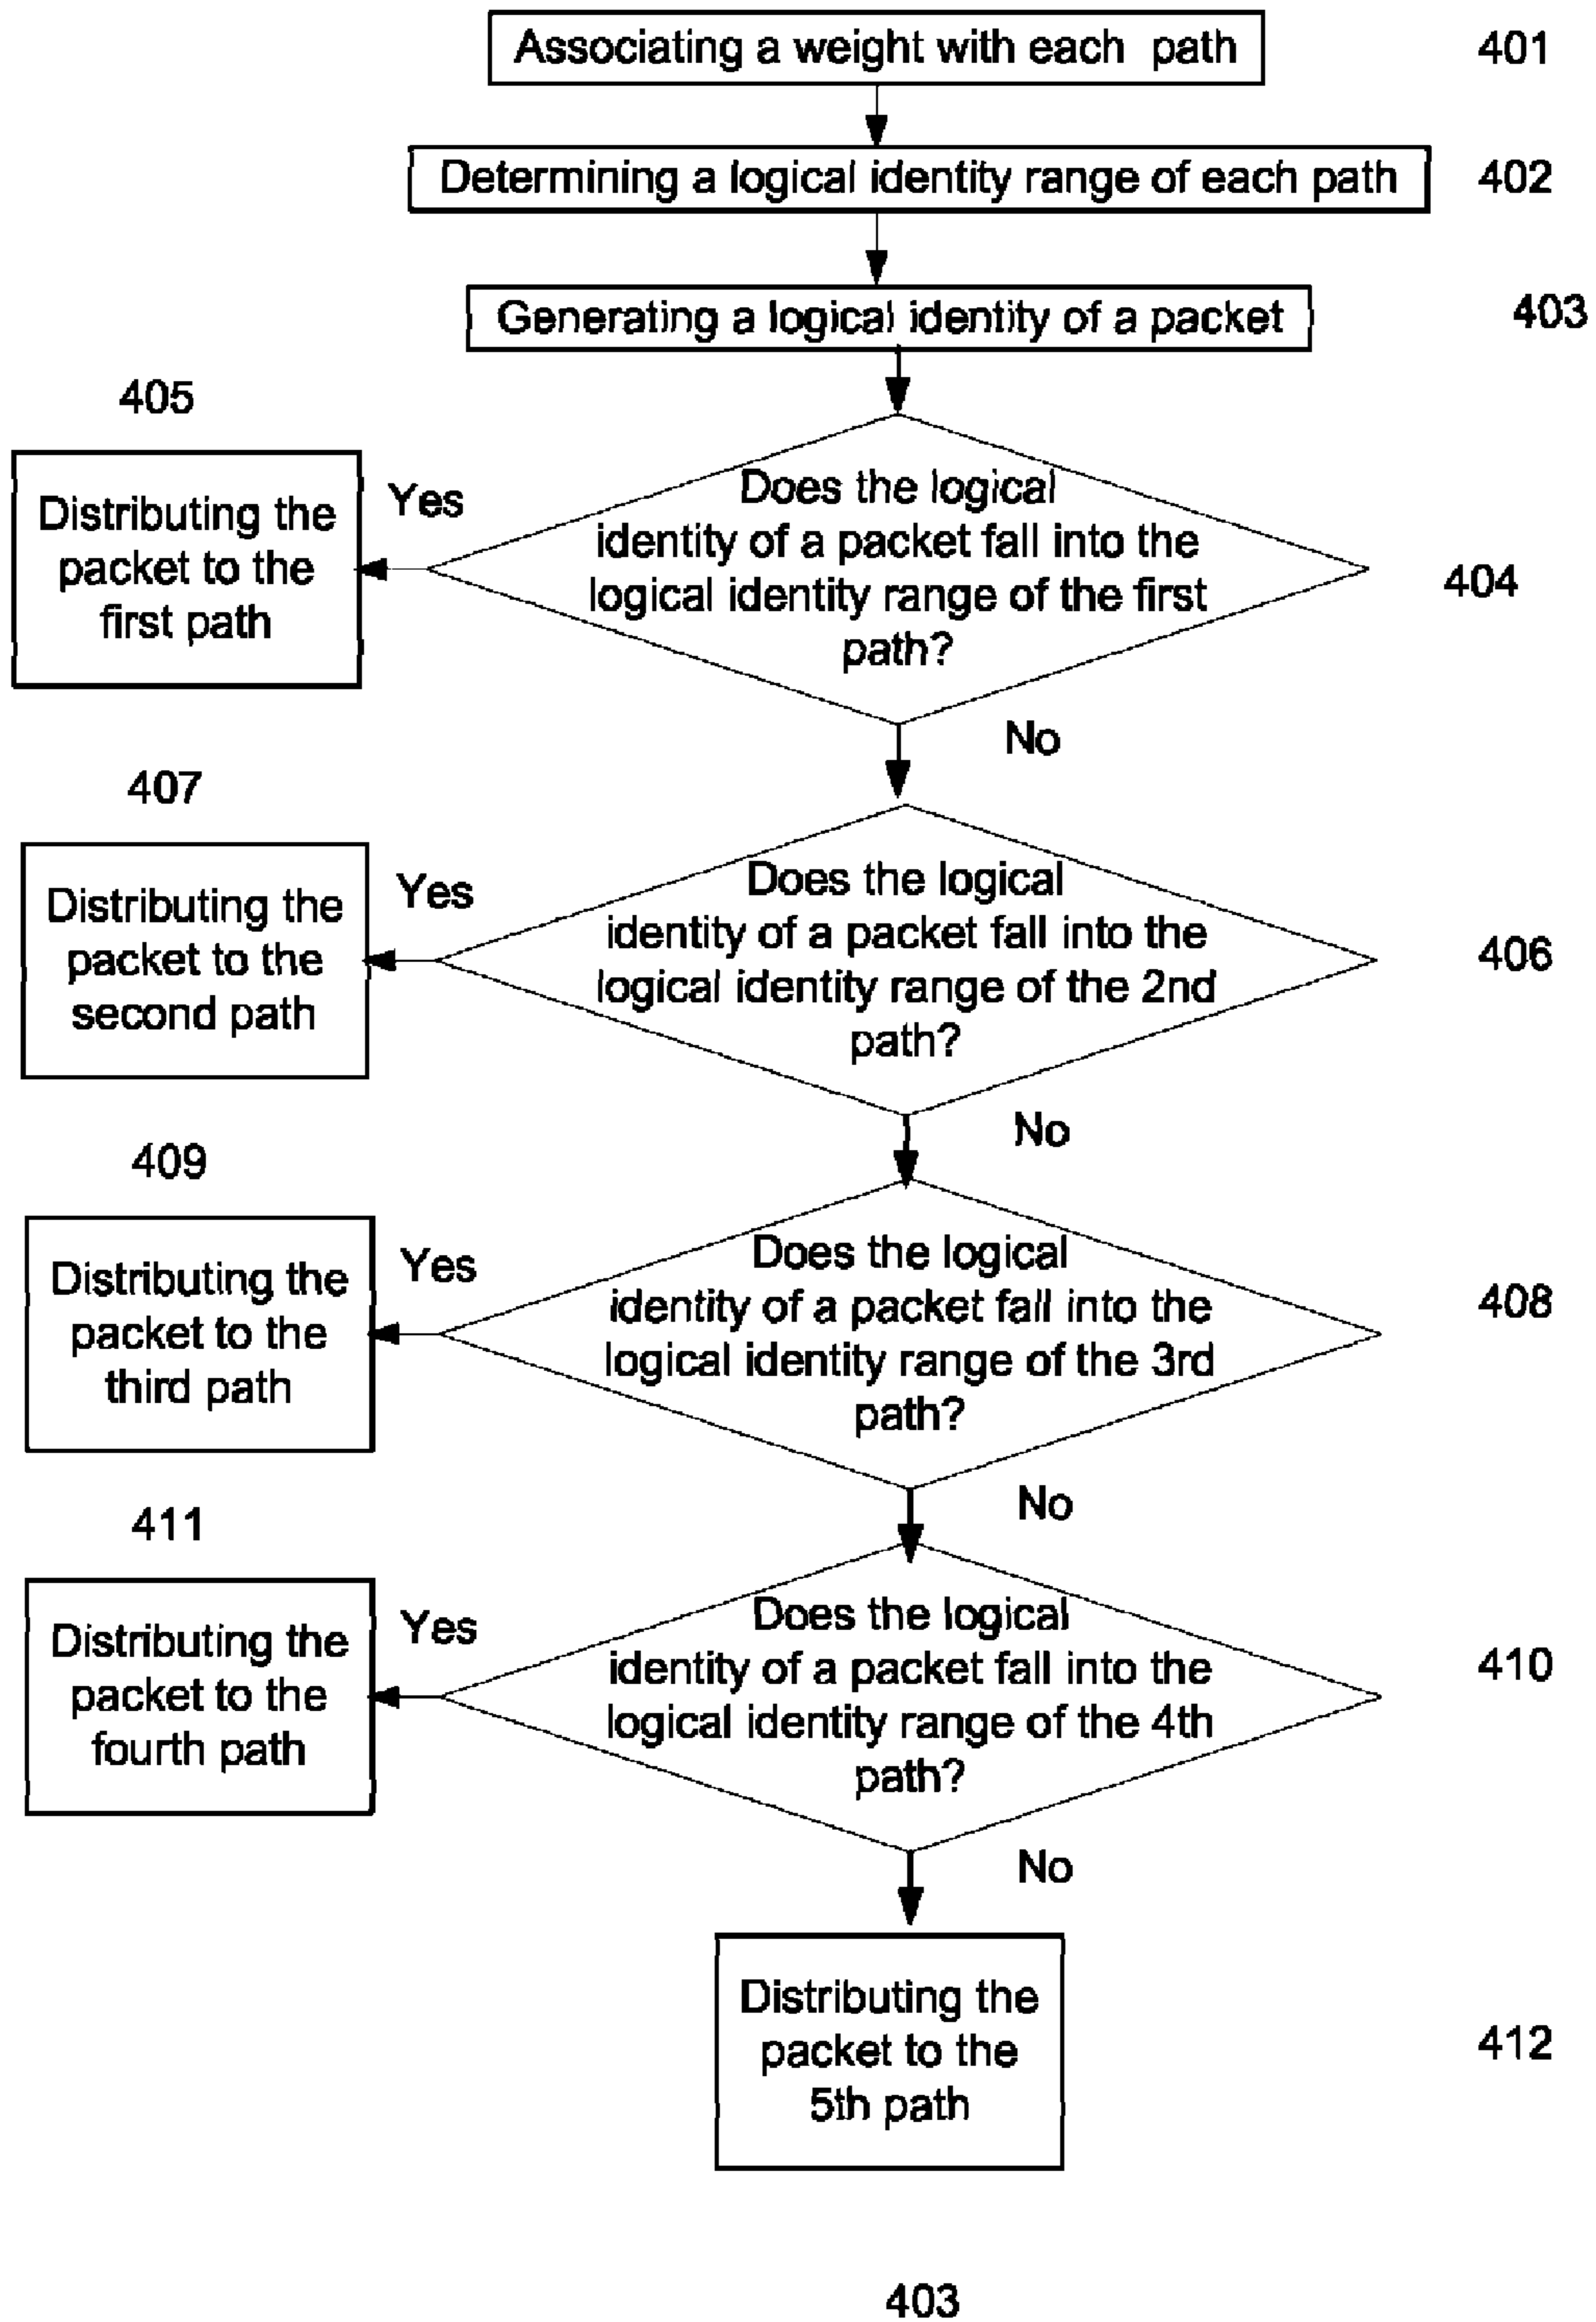 Associating a weight with each path
401
Determining a logical identity range of each path
402
Generating a logical identity of a packet
403
405
Distributing the
packet to the
first path
Yes
Does the logical
identity of a packet fall into the
logical identity range of the first
path?
404
No
407
Distributing the
packet to the
second path
Yes
Does the logical
identity of a packet fall into the
logical identity range of the 2nd
path?
406
No
409
Distributing the
packet to the
third path
Yes
Does the logical
identity of a packet fall into the
logical identity range of the 3rd
path?
408
No
411
Distributing the
packet to the
fourth path
Yes
Does the logical
identity of a packet fall into the
logical identity range of the 4th
path?
410
No
Distributing the
packet to the
5th path
412
403